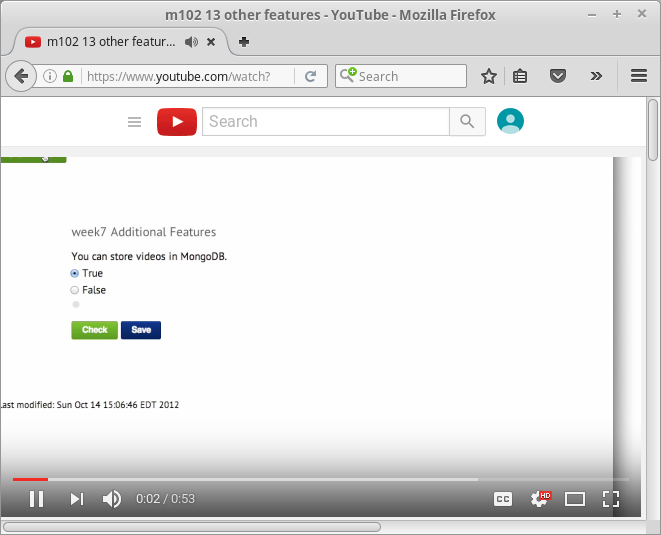 m102 13 other features - YouTube - Mozilla Firefox
m102 13 other featur...
https://www.youtube.com/watch?
Search
Search
week7 Additional Features
You can store videos in MongoDB.
True
False
Check Save
Last modified: Sun Oct 14 15:06:46 EDT 2012
0:02 / 0:53
CC
HD